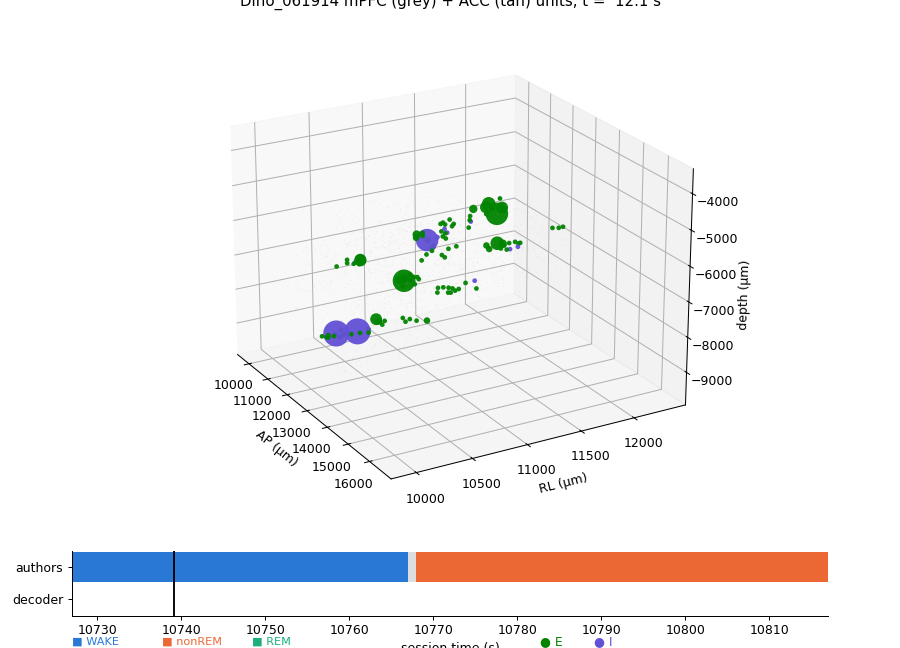 Dino_061914 mPFC (grey) + ACC (tan) units, t = 12.1 s
−4000
−5000
−6000
−7000
−8000
−9000
depth (μm)
10000
11000
12000
13000
14000
15000
16000
AP (μm)
10000
10500
11000
11500
12000
RL (μm)
authors
decoder
10730 10740 10750 10760 10770 10780 10790 10800 10810
session time (s)
WAKE nonREM REM E I